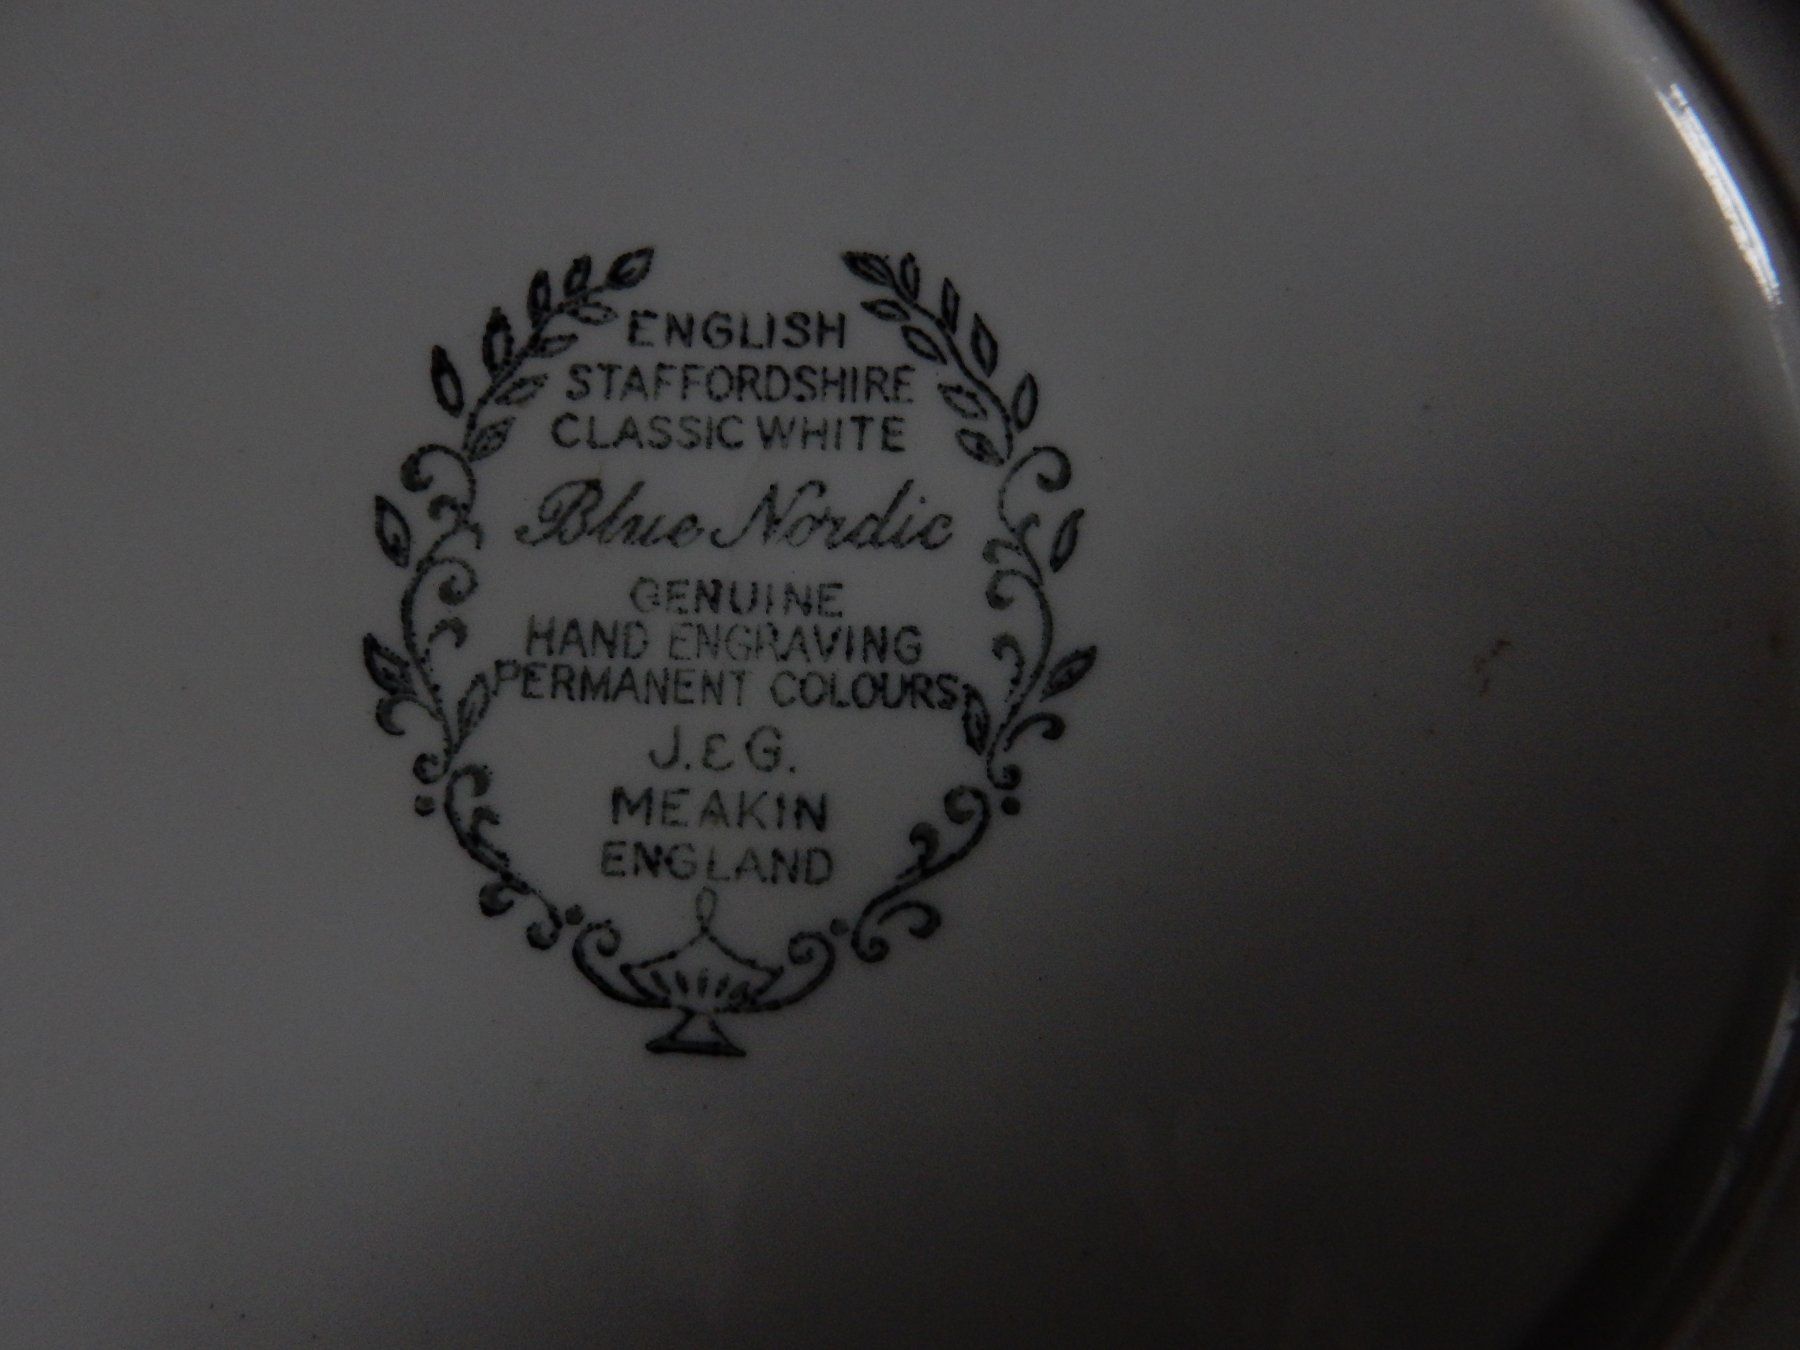 ENGLISH
STAFFORDSHIRE
CLASSIC WHITE
Blue Nordic
GENUINE
HAND ENGRAVING
PERMANENT COLOURS
J. & G.
MEAKIN
ENGLAND